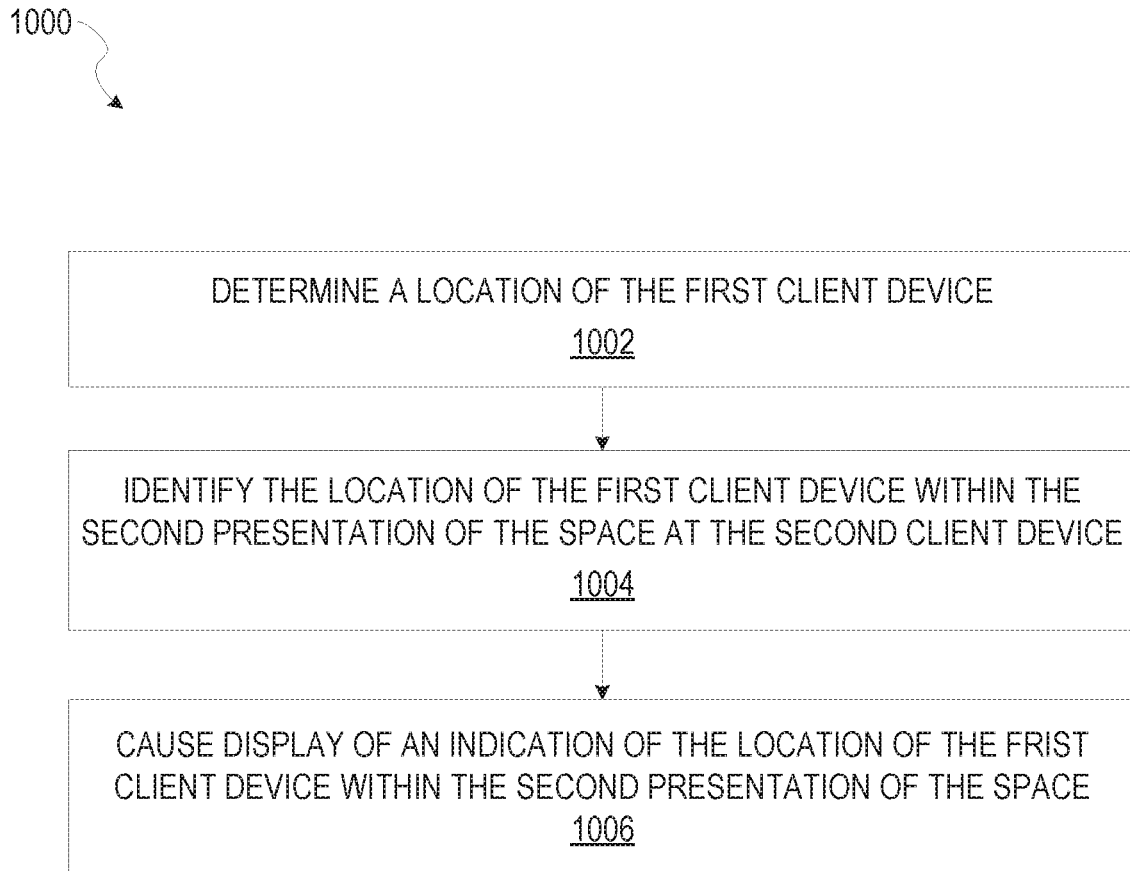 1000
DETERMINE A LOCATION OF THE FIRST CLIENT DEVICE
1002
IDENTIFY THE LOCATION OF THE FIRST CLIENT DEVICE WITHIN THE
SECOND PRESENTATION OF THE SPACE AT THE SECOND CLIENT DEVICE
1004
CAUSE DISPLAY OF AN INDICATION OF THE LOCATION OF THE FRIST
CLIENT DEVICE WITHIN THE SECOND PRESENTATION OF THE SPACE
1006